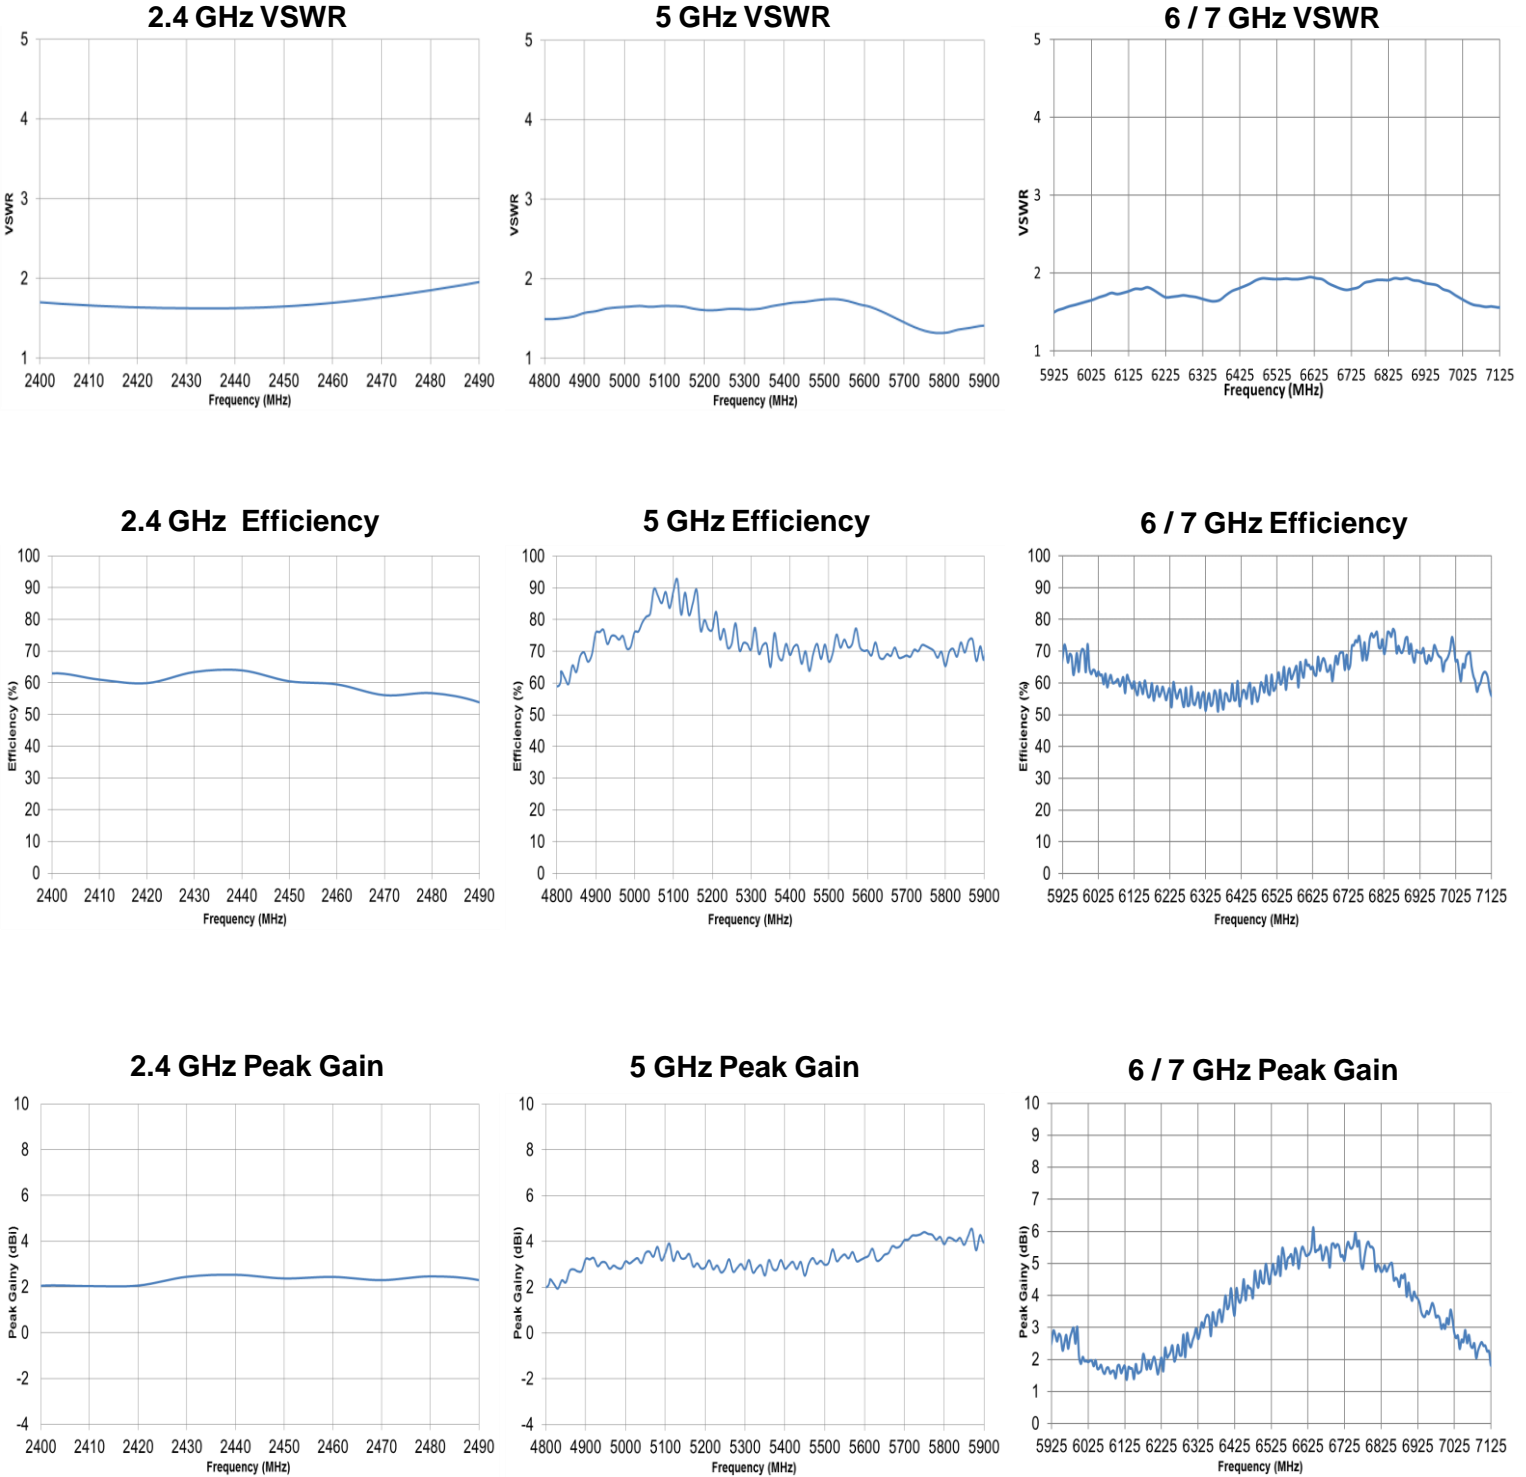 2.4 GHz VSWR
5
4
3
2
1
VSWR
2400 2410 2420 2430 2440 2450 2460 2470 2480 2490
Frequency (MHz)
5 GHz VSWR
5
4
3
2
1
VSWR
4800 4900 5000 5100 5200 5300 5400 5500 5600 5700 5800 5900
Frequency (MHz)
6 / 7 GHz VSWR
5
4
3
2
1
VSWR
5925 6025 6125 6225 6325 6425 6525 6625 6725 6825 6925 7025 7125
Frequency (MHz)
2.4 GHz Efficiency
100
90
80
70
60
50
40
30
20
10
0
Efficiency (%)
2400 2410 2420 2430 2440 2450 2460 2470 2480 2490
Frequency (MHz)
5 GHz Efficiency
100
90
80
70
60
50
40
30
20
10
0
Efficiency (%)
4800 4900 5000 5100 5200 5300 5400 5500 5600 5700 5800 5900
Frequency (MHz)
6 / 7 GHz Efficiency
100
90
80
70
60
50
40
30
20
10
0
Efficiency (%)
5925 6025 6125 6225 6325 6425 6525 6625 6725 6825 6925 7025 7125
Frequency (MHz)
2.4 GHz Peak Gain
10
8
6
4
2
0
-2
-4
Peak Gainy (dBi)
2400 2410 2420 2430 2440 2450 2460 2470 2480 2490
Frequency (MHz)
5 GHz Peak Gain
10
8
6
4
2
0
-2
-4
Peak Gainy (dBi)
4800 4900 5000 5100 5200 5300 5400 5500 5600 5700 5800 5900
Frequency (MHz)
6 / 7 GHz Peak Gain
10
9
8
7
6
5
4
3
2
1
0
Peak Gainy (dBi)
5925 6025 6125 6225 6325 6425 6525 6625 6725 6825 6925 7025 7125
Frequency (MHz)